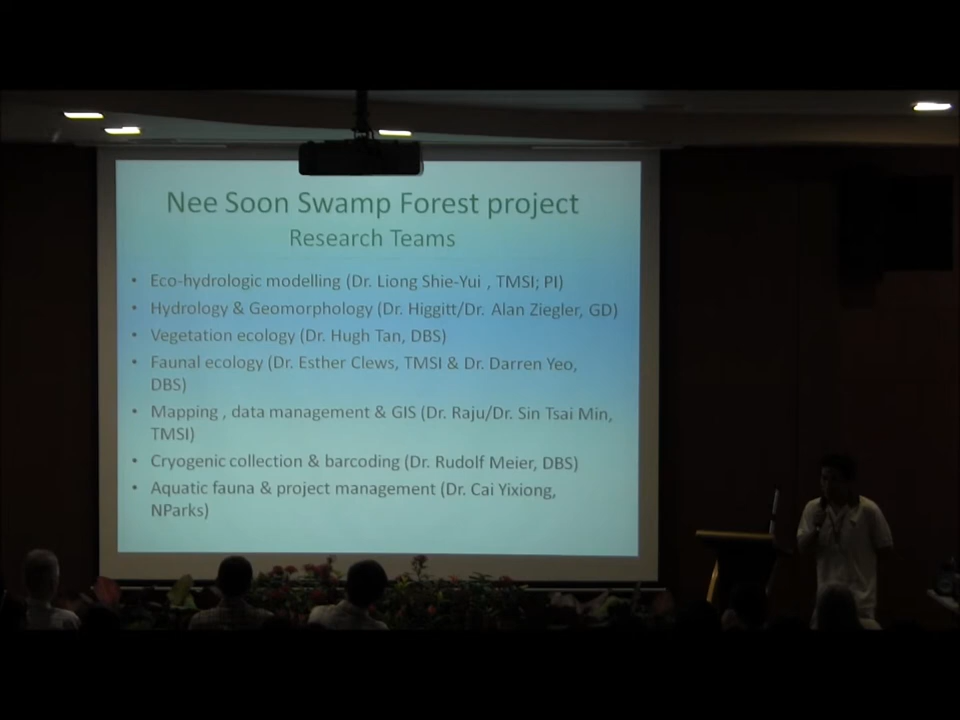 Nee Soon Swamp Forest project
Research Teams
• Eco-hydrologic modelling (Dr. Liong Shie-Yui , TMSI; PI)
• Hydrology & Geomorphology (Dr. Higgitt/Dr. Alan Ziegler, GD)
• Vegetation ecology (Dr. Hugh Tan, DBS)
• Faunal ecology (Dr. Esther Clews, TMSI & Dr. Darren Yeo,
DBS)
• Mapping , data management & GIS (Dr. Raju/Dr. Sin Tsai Min,
TMSI)
• Cryogenic collection & barcoding (Dr. Rudolf Meier, DBS)
• Aquatic fauna & project management (Dr. Cai Yixiong,
NParks)